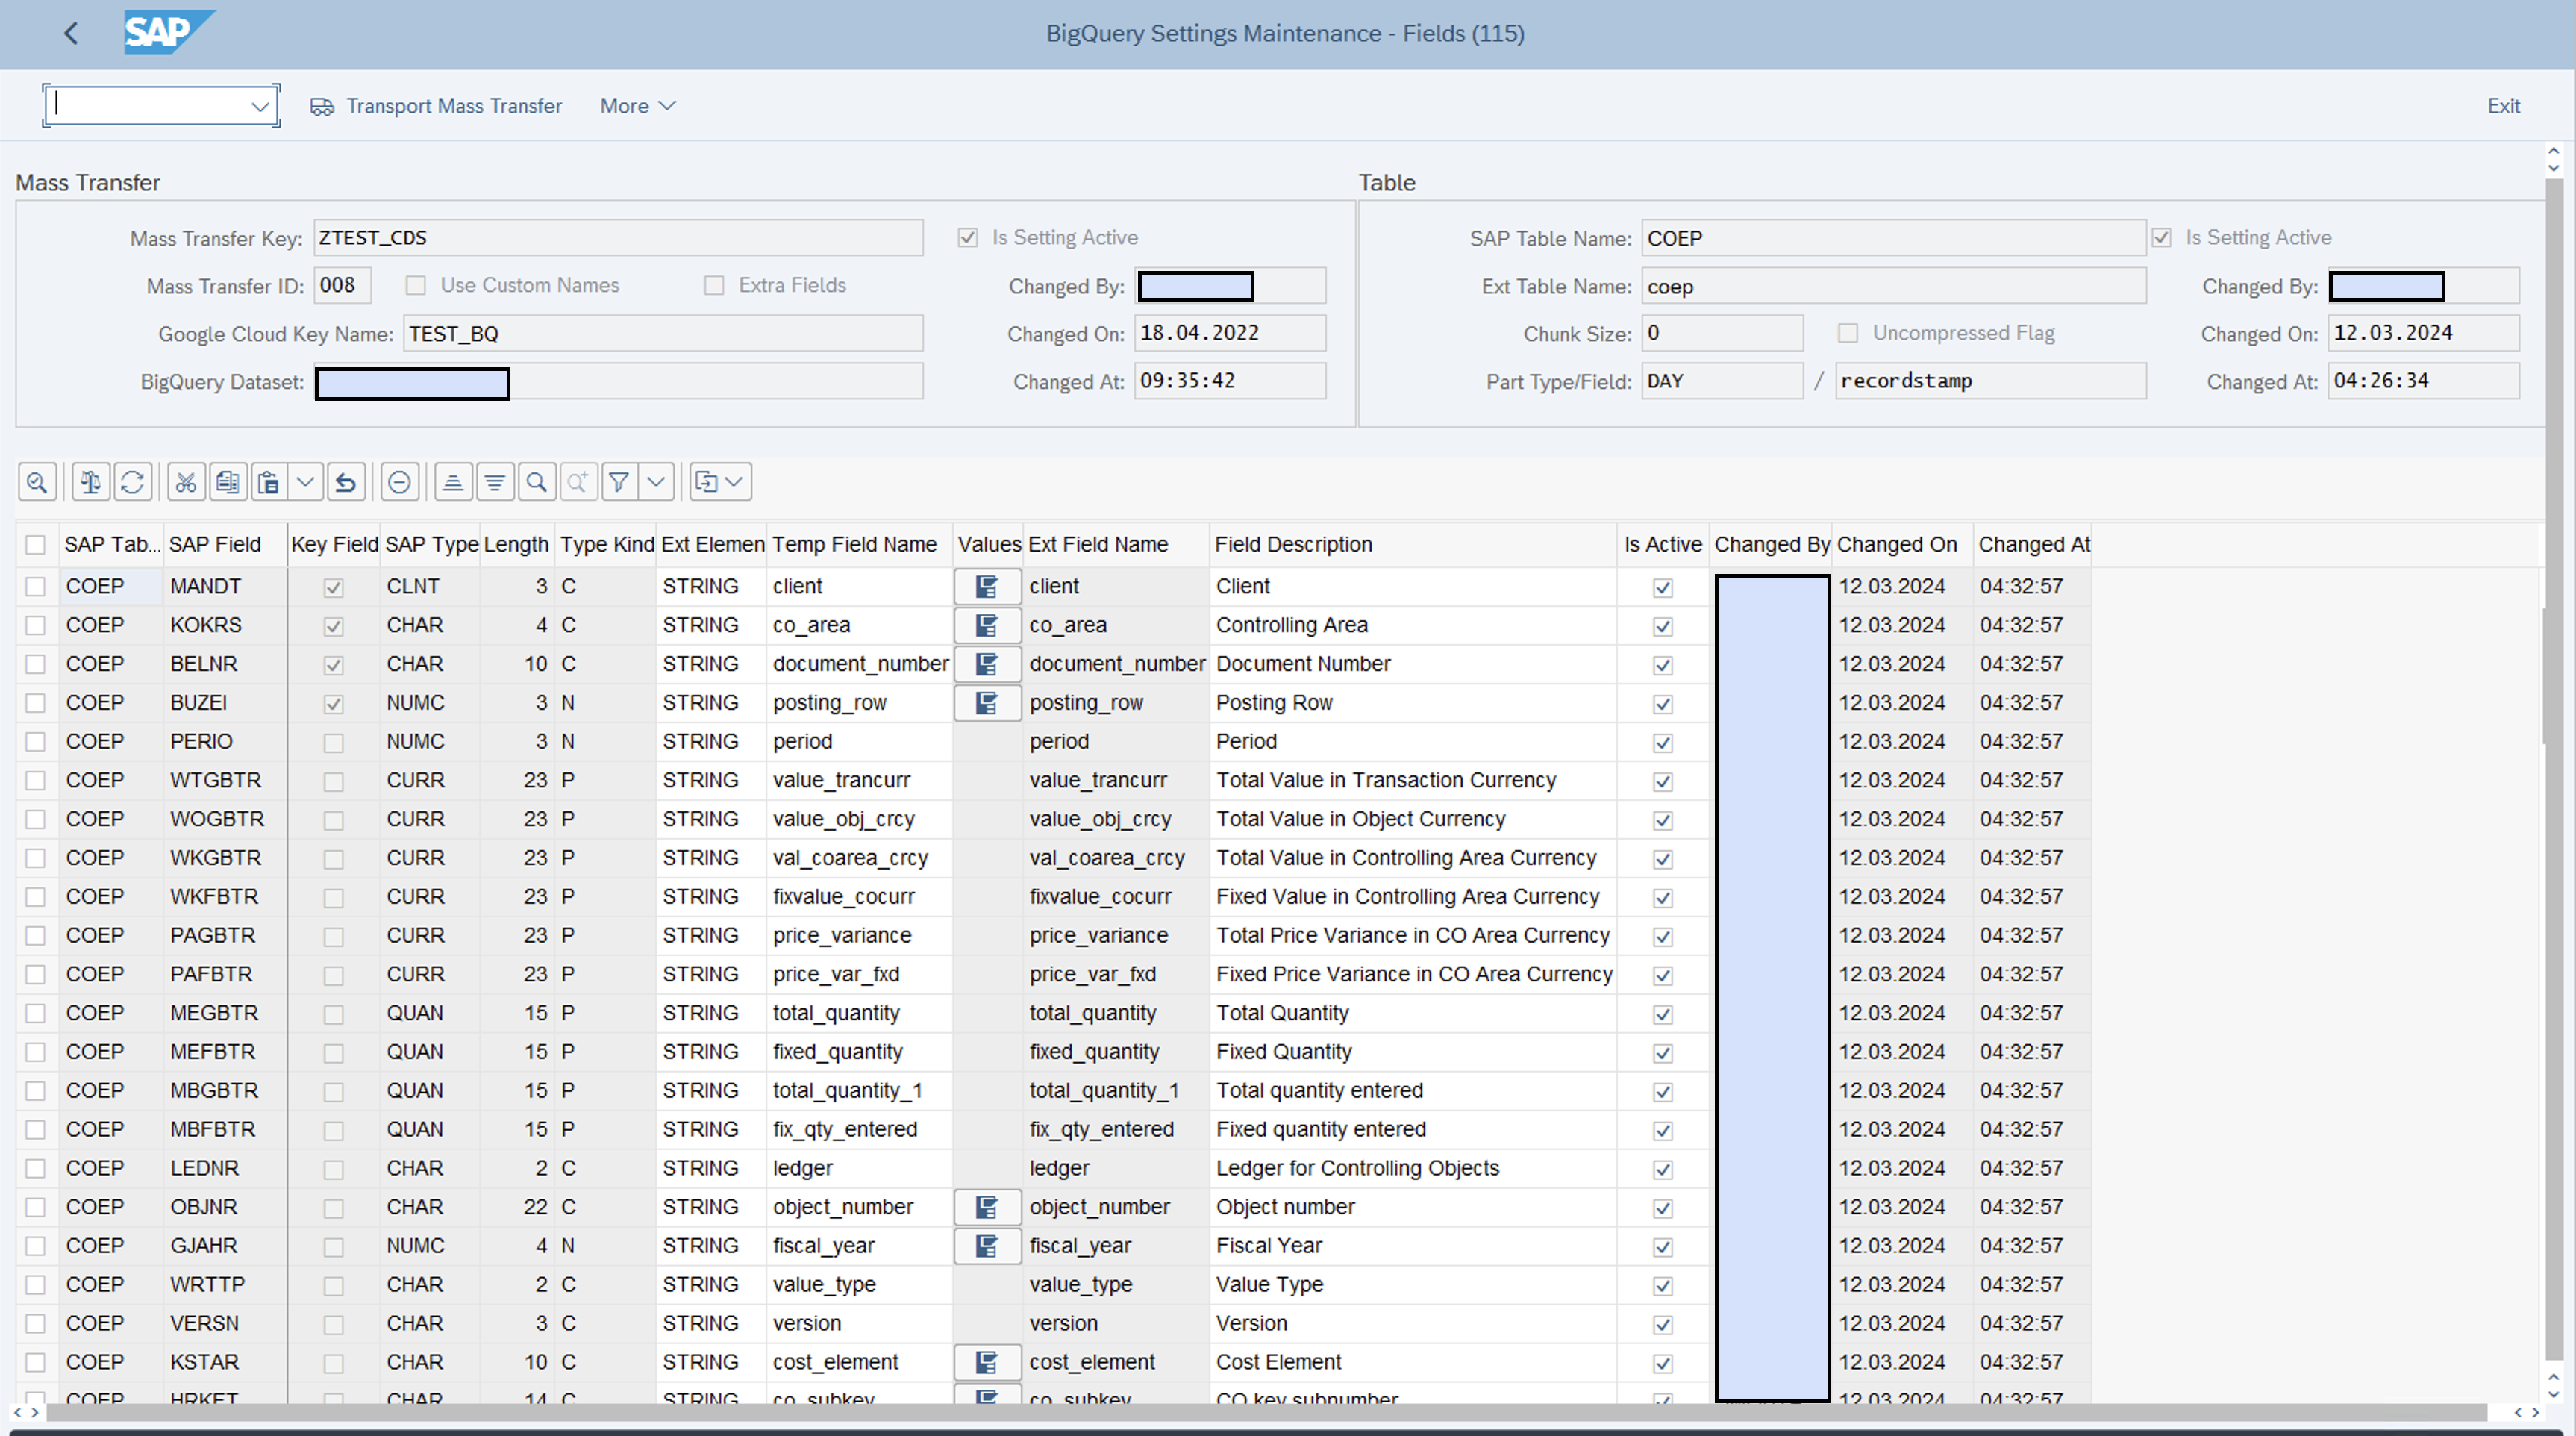 SAP
BigQuery Settings Maintenance - Fields (115)
Transport Mass Transfer More Exit
Mass Transfer Table
Mass Transfer Key: ZTEST_CDS Is Setting Active SAP Table Name: COEP Is Setting Active
Mass Transfer ID: 008 Use Custom Names Extra Fields Changed By: Ext Table Name: coep Changed By:
Google Cloud Key Name: TEST_BQ Changed On: 18.04.2022 Chunk Size: 0 Uncompressed Flag Changed On: 12.03.2024
BigQuery Dataset: Changed At: 09:35:42 Part Type/Field: DAY / recordstamp Changed At: 04:26:34
SAP Tab... SAP Field Key Field SAP Type Length Type Kind Ext Elemen Temp Field Name Values Ext Field Name Field Description Is Active Changed By Changed On Changed At
COEP MANDT CLNT 3 C STRING client client Client 12.03.2024 04:32:57
COEP KOKRS CHAR 4 C STRING co_area co_area Controlling Area 12.03.2024 04:32:57
COEP BELNR CHAR 10 C STRING document_number document_number Document Number 12.03.2024 04:32:57
COEP BUZEI NUMC 3 N STRING posting_row posting_row Posting Row 12.03.2024 04:32:57
COEP PERIO NUMC 3 N STRING period period Period 12.03.2024 04:32:57
COEP WTGBTR CURR 23 P STRING value_trancurr value_trancurr Total Value in Transaction Currency 12.03.2024 04:32:57
COEP WOGBTR CURR 23 P STRING value_obj_crcy value_obj_crcy Total Value in Object Currency 12.03.2024 04:32:57
COEP WKGBTR CURR 23 P STRING val_coarea_crcy val_coarea_crcy Total Value in Controlling Area Currency 12.03.2024 04:32:57
COEP WKFBTR CURR 23 P STRING fixvalue_cocurr fixvalue_cocurr Fixed Value in Controlling Area Currency 12.03.2024 04:32:57
COEP PAGBTR CURR 23 P STRING price_variance price_variance Total Price Variance in CO Area Currency 12.03.2024 04:32:57
COEP PAFBTR CURR 23 P STRING price_var_fxd price_var_fxd Fixed Price Variance in CO Area Currency 12.03.2024 04:32:57
COEP MEGBTR QUAN 15 P STRING total_quantity total_quantity Total Quantity 12.03.2024 04:32:57
COEP MEFBTR QUAN 15 P STRING fixed_quantity fixed_quantity Fixed Quantity 12.03.2024 04:32:57
COEP MBGBTR QUAN 15 P STRING total_quantity_1 total_quantity_1 Total quantity entered 12.03.2024 04:32:57
COEP MBFBTR QUAN 15 P STRING fix_qty_entered fix_qty_entered Fixed quantity entered 12.03.2024 04:32:57
COEP LEDNR CHAR 2 C STRING ledger ledger Ledger for Controlling Objects 12.03.2024 04:32:57
COEP OBJNR CHAR 22 C STRING object_number object_number Object number 12.03.2024 04:32:57
COEP GJAHR NUMC 4 N STRING fiscal_year fiscal_year Fiscal Year 12.03.2024 04:32:57
COEP WRTTP CHAR 2 C STRING value_type value_type Value Type 12.03.2024 04:32:57
COEP VERSN CHAR 3 C STRING version version Version 12.03.2024 04:32:57
COEP KSTAR CHAR 10 C STRING cost_element cost_element Cost Element 12.03.2024 04:32:57
COEP HRKFT CHAR 14 C STRING co_subkey co_subkey CO key subnumber 12.03.2024 04:32:57